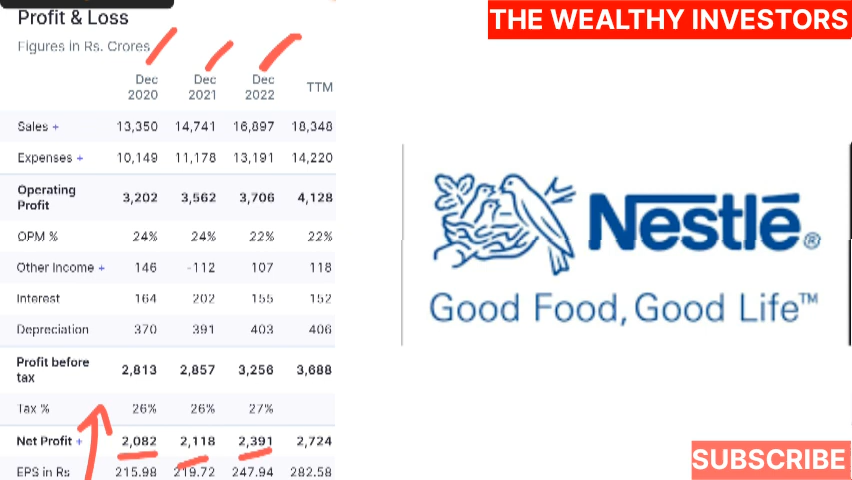 THE WEALTHY INVESTORS
Profit & Loss
Figures in Rs. Crores
Dec 2020 Dec 2021 Dec 2022 TTM
Sales + 13,350 14,741 16,897 18,348
Expenses + 10,149 11,178 13,191 14,220
Operating Profit 3,202 3,562 3,706 4,128
OPM % 24% 24% 22% 22%
Other Income + 146 -112 107 118
Interest 164 202 155 152
Depreciation 370 391 403 406
Profit before tax 2,813 2,857 3,256 3,688
Tax % 26% 26% 27%
Net Profit + 2,082 2,118 2,391 2,724
EPS in Rs 215.98 219.72 247.94 282.58
Nestlé®
Good Food, Good Life™
SUBSCRIBE